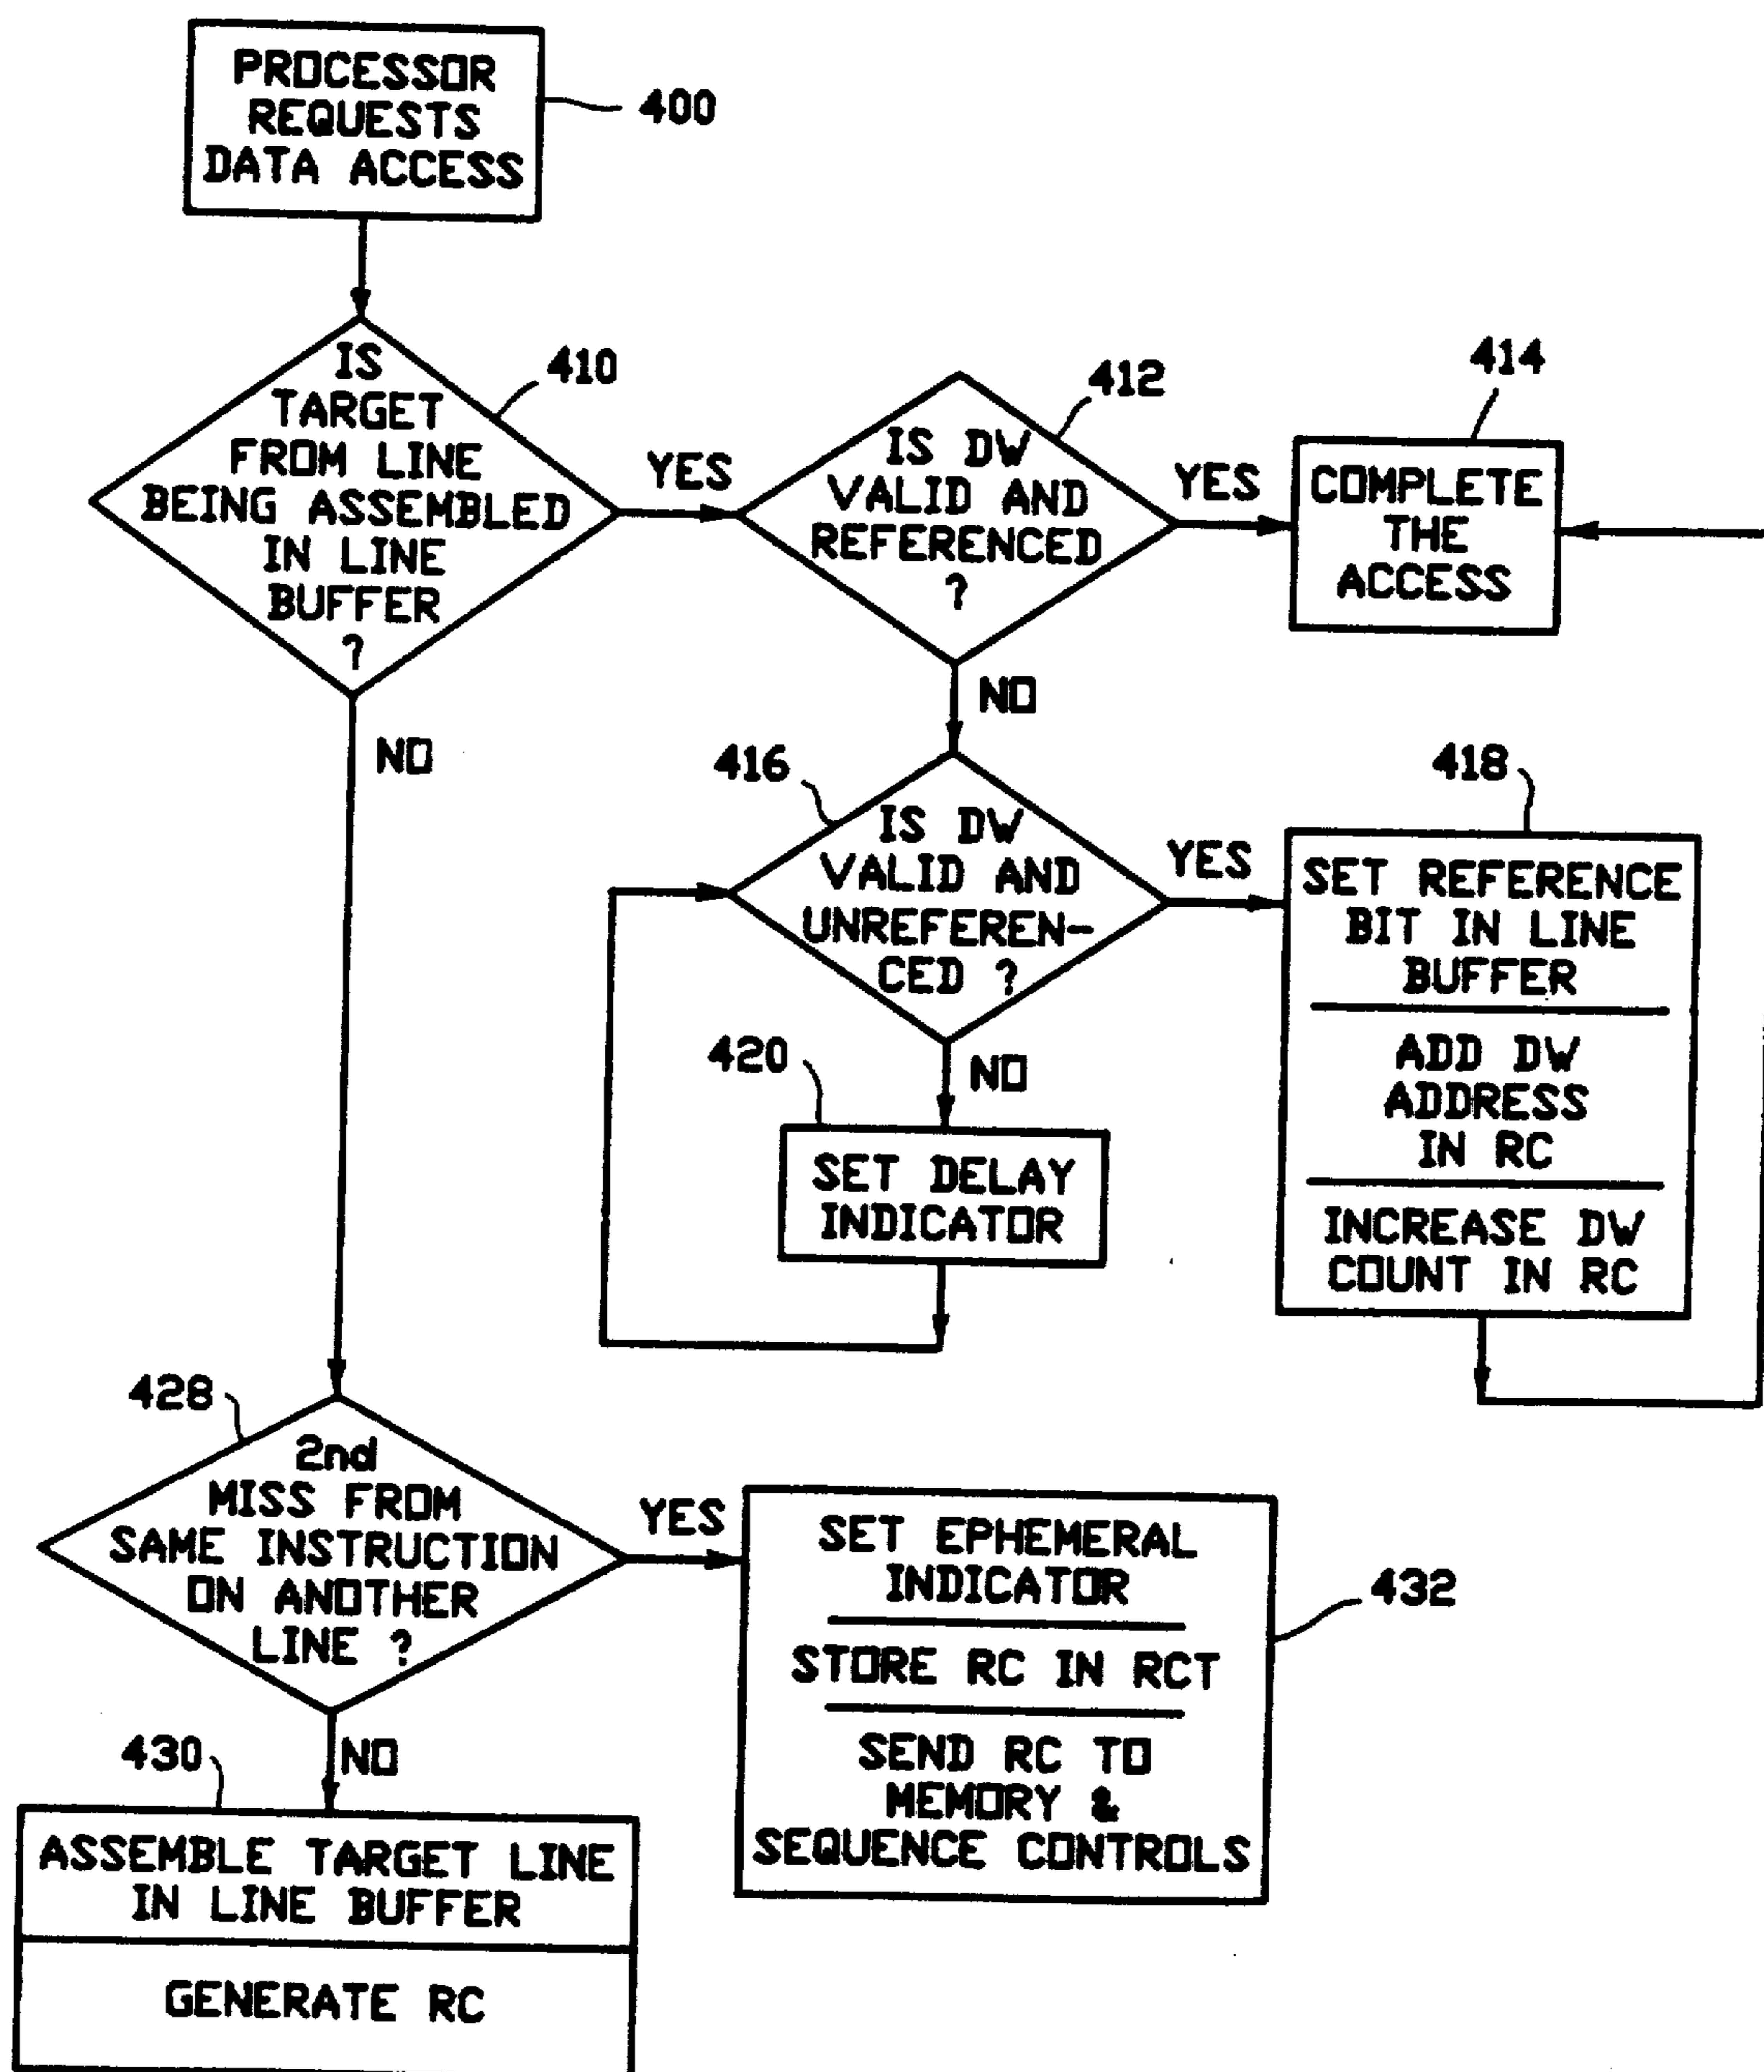 PROCESSOR
REQUESTS
DATA ACCESS
400
IS
TARGET
FROM LINE
BEING ASSEMBLED
IN LINE
BUFFER
?
410
YES
NO
IS DW
VALID AND
REFERENCED
?
412
YES
NO
COMPLETE
THE
ACCESS
414
IS DW
VALID AND
UNREFEREN-
CED ?
416
YES
NO
SET REFERENCE
BIT IN LINE
BUFFER
ADD DW
ADDRESS
IN RC
INCREASE DW
COUNT IN RC
418
420
SET DELAY
INDICATOR
428
2nd
MISS FROM
SAME INSTRUCTION
ON ANOTHER
LINE ?
YES
NO
SET EPHEMERAL
INDICATOR
STORE RC IN RCT
SEND RC TO
MEMORY &
SEQUENCE CONTROLS
432
430
ASSEMBLE TARGET LINE
IN LINE BUFFER
GENERATE RC